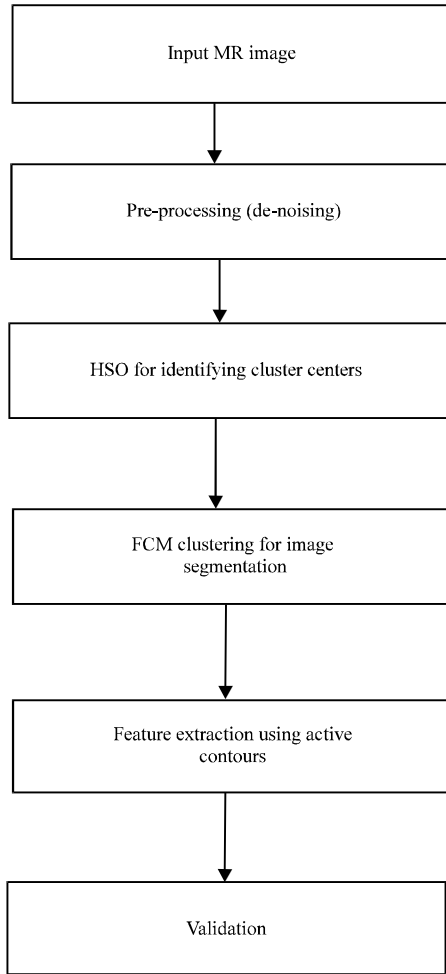 Input MR image
Pre-processing (de-noising)
HSO for identifying cluster centers
FCM clustering for image
segmentation
Feature extraction using active
contours
Validation